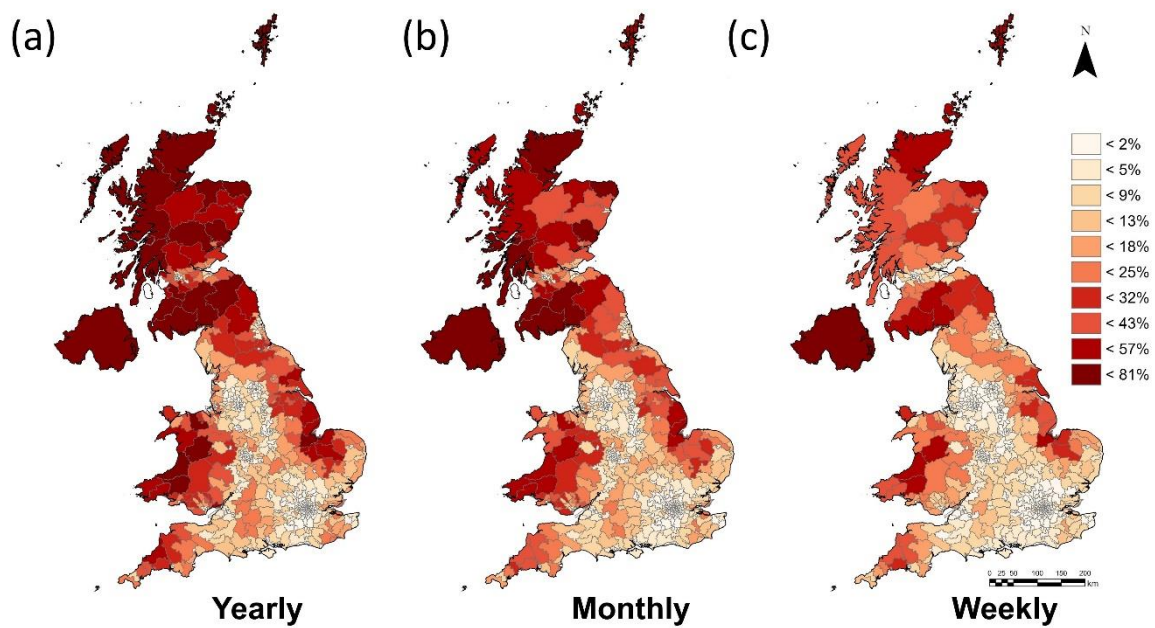 (a)
(b)
(c)
N
< 2%
< 5%
< 9%
< 13%
< 18%
< 25%
< 32%
< 43%
< 57%
< 81%
0 25 50 100 150 200
km
Yearly
Monthly
Weekly